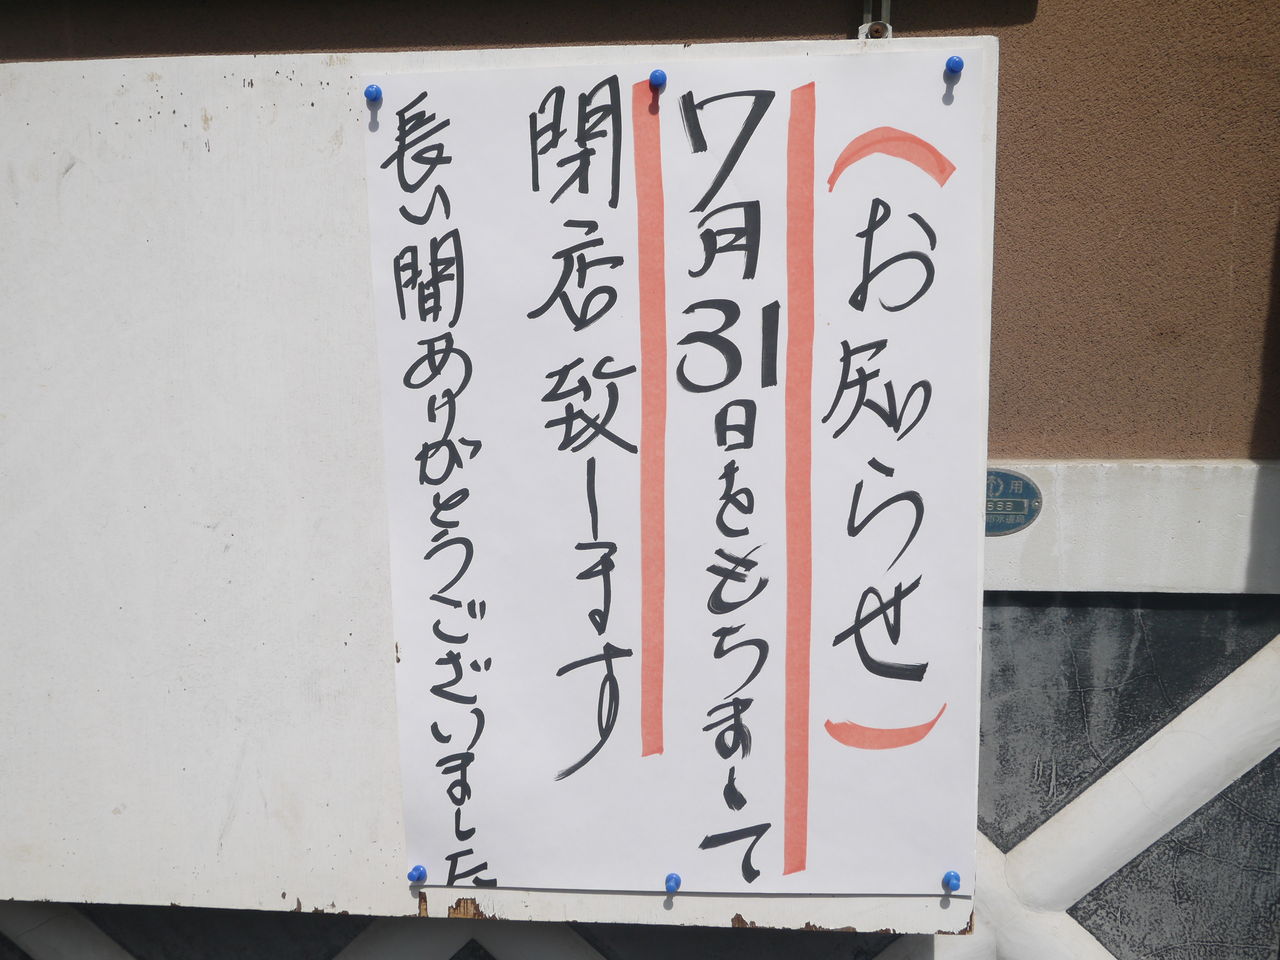 (お知らせ)
7月31日をもちまして
閉店致します
長い間ありがとうございました
用